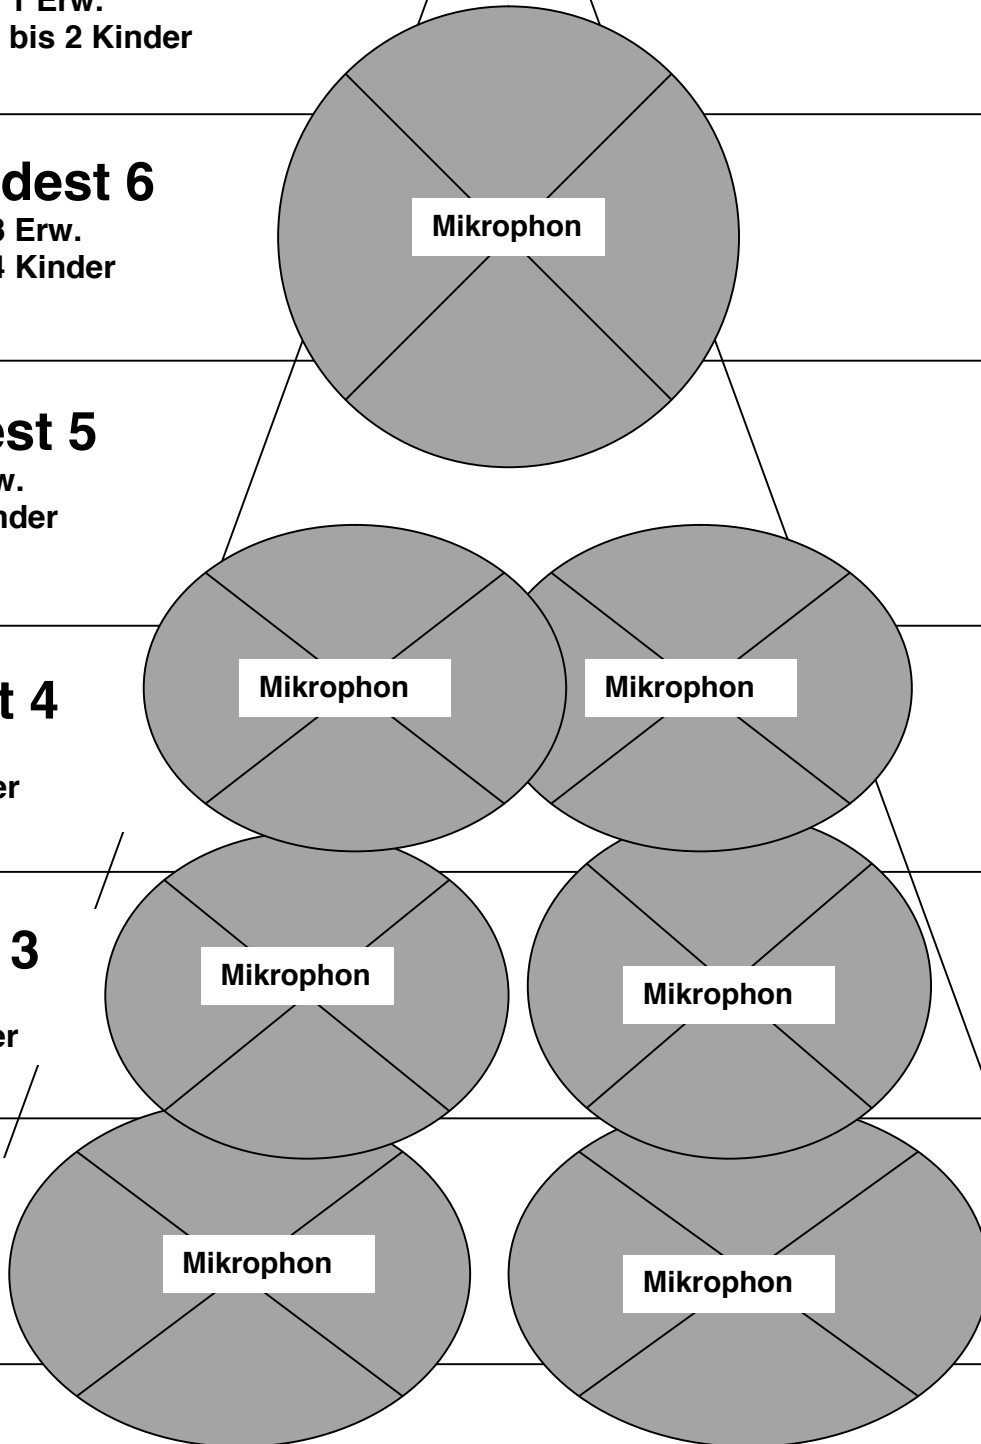 1 Erw.
bis 2 Kinder
dest 6
3 Erw.
4 Kinder
Mikrophon
est 5
w.
nder
Mikrophon
Mikrophon
t 4
er
3
er
Mikrophon
Mikrophon
Mikrophon
Mikrophon